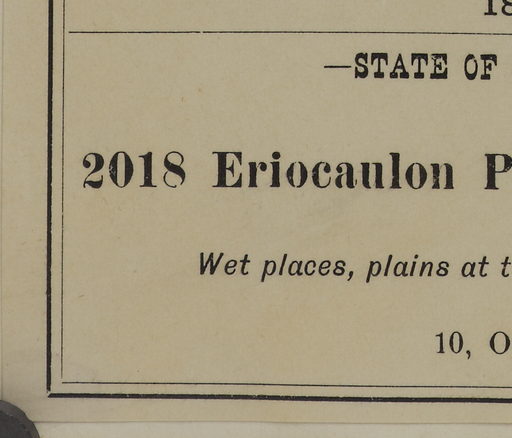 18
—STATE OF
2018 Eriocaulon P
Wet places, plains at t
10, O